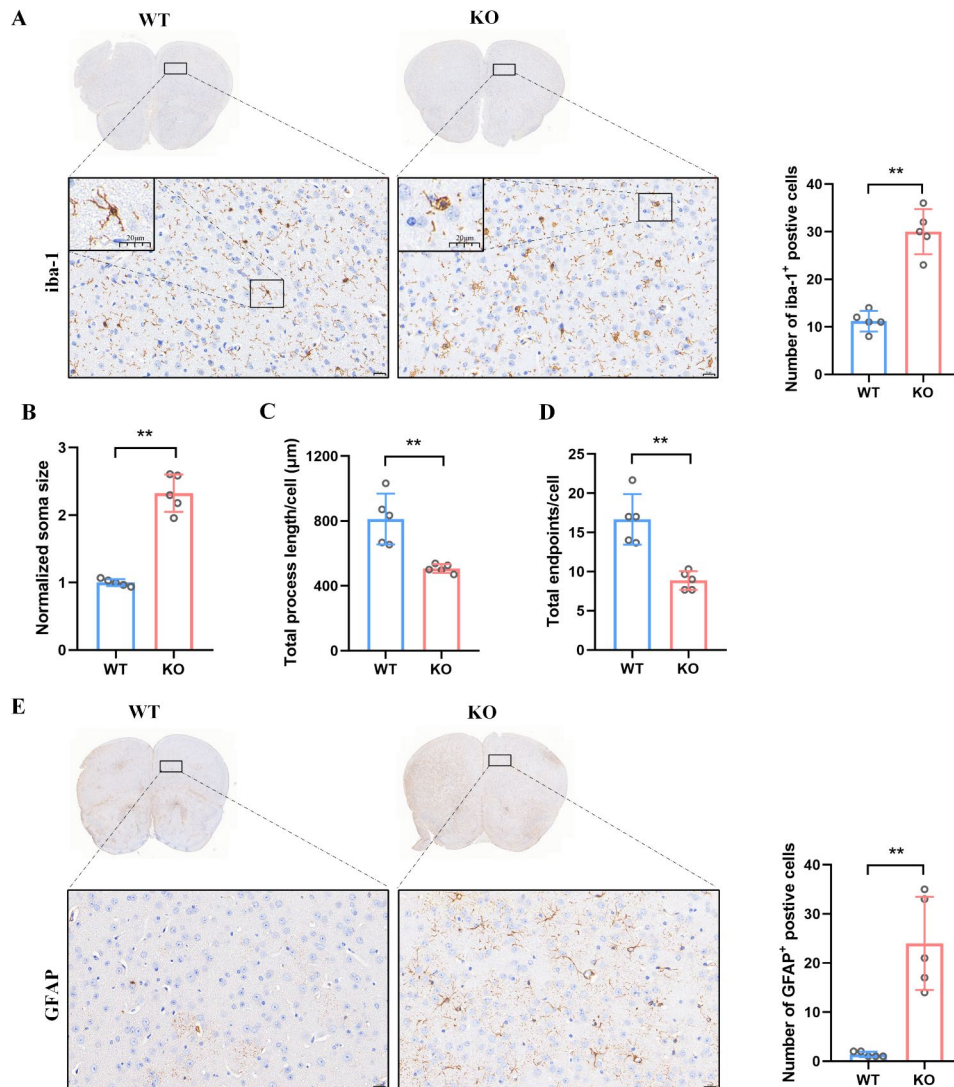 A
WT
KO
iba-1
20μm
20μm
Number of iba-1+ postive cells
40
30
20
10
0
**
WT
KO
B
Normalized soma size
3
2
1
0
**
WT
KO
C
Total process length/cell (μm)
1200
800
400
0
**
WT
KO
D
Total endpoints/cell
25
20
15
10
5
0
**
WT
KO
E
WT
KO
GFAP
Number of GFAP+ postive cells
40
30
20
10
0
**
WT
KO